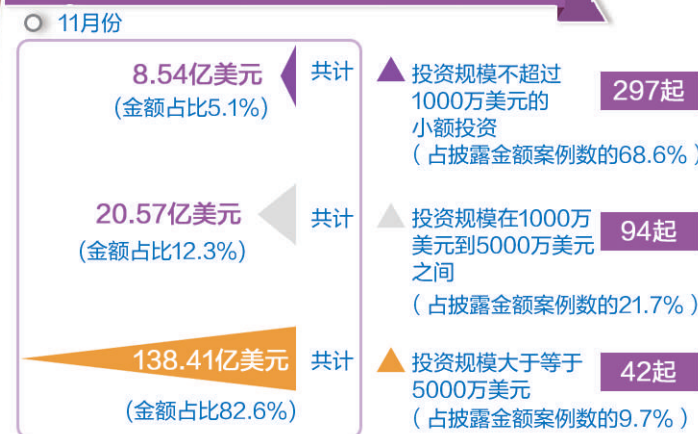 11月份
8.54亿美元
(金额占比5.1%)
共计
投资规模不超过
1000万美元的
小额投资
(占披露金额案例数的68.6%)
297起
20.57亿美元
(金额占比12.3%)
共计
投资规模在1000万
美元到5000万美元
之间
(占披露金额案例数的21.7%)
94起
138.41亿美元
(金额占比82.6%)
共计
投资规模大于等于
5000万美元
(占披露金额案例数的9.7%)
42起